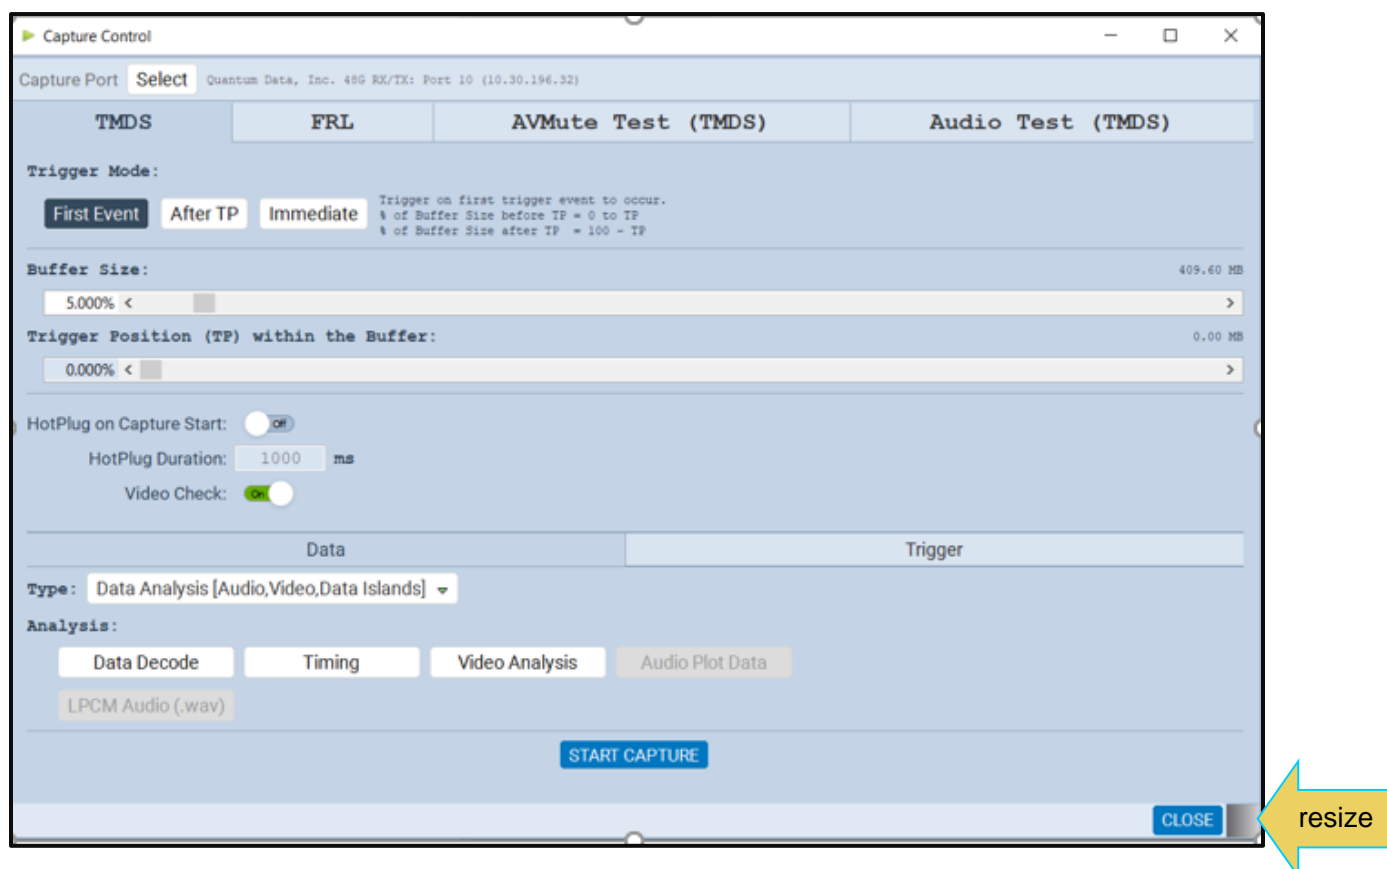 Capture Control
Capture Port Select Quantum Data, Inc. 48G RX/TX: Port 10 (10.30.196.32)
TMDS FRL AVMute Test (TMDS) Audio Test (TMDS)
Trigger Mode:
First Event After TP Immediate
Trigger on first trigger event to occur.
% of Buffer Size before TP = 0 to TP
% of Buffer Size after TP = 100 - TP
Buffer Size: 409.60 MB
5.000% < >
Trigger Position (TP) within the Buffer: 0.00 MB
0.000% < >
HotPlug on Capture Start: Off
HotPlug Duration: 1000 ms
Video Check: On
Data Trigger
Type: Data Analysis [Audio,Video,Data Islands]
Analysis:
Data Decode Timing Video Analysis Audio Plot Data
LPCM Audio (.wav)
START CAPTURE
CLOSE resize